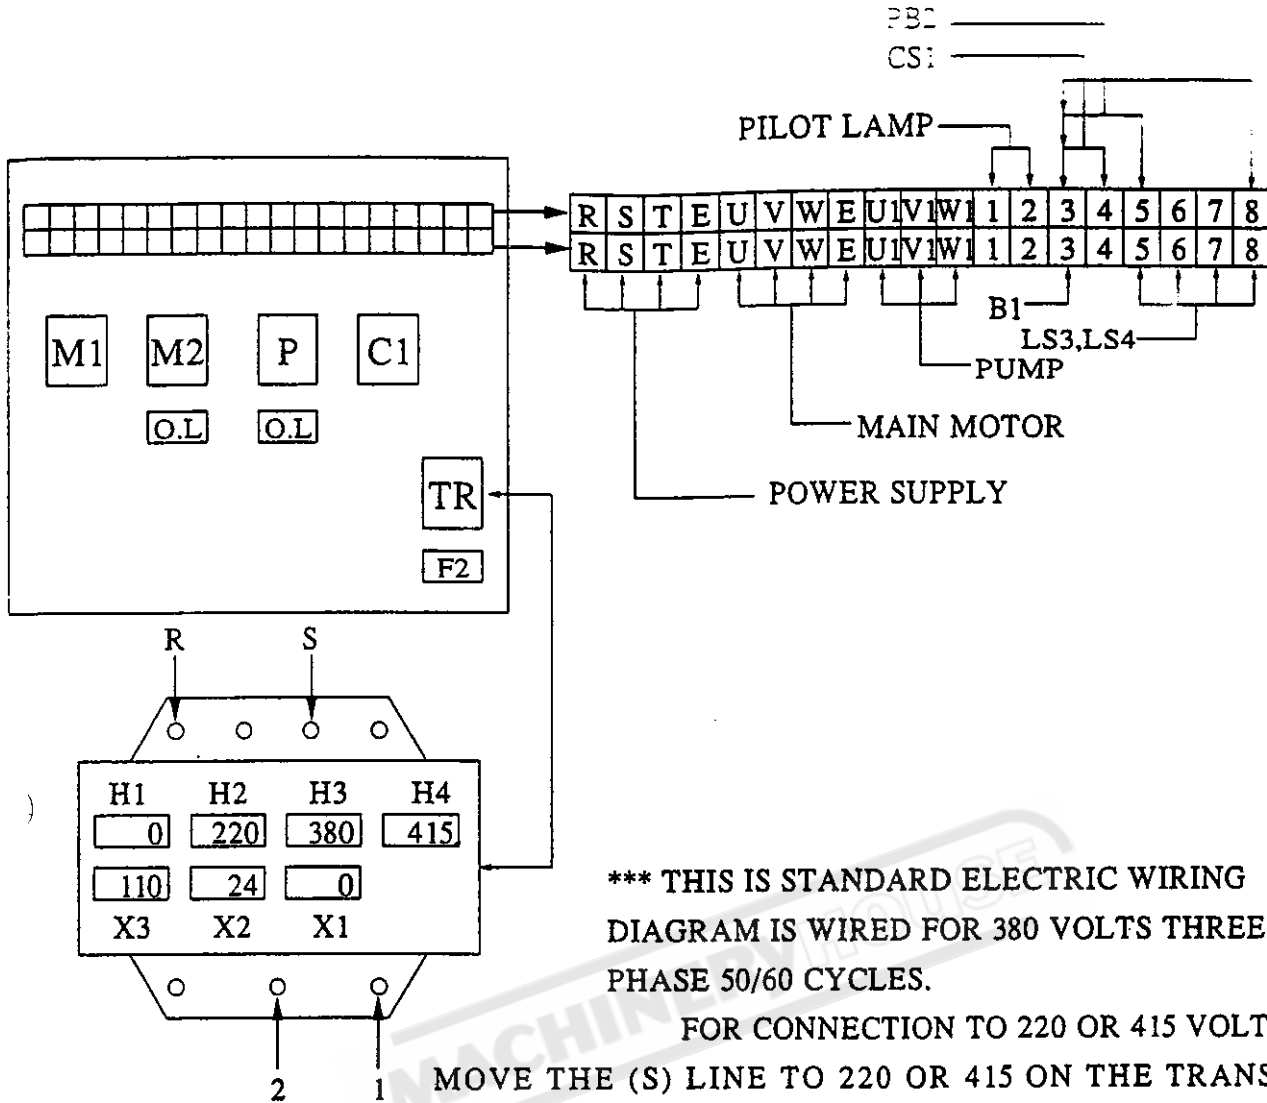 PB2
CS1
PILOT LAMP
R S T E U V W E U1 V1 W1 1 2 3 4 5 6 7 8
R S T E U V W E U1 V1 W1 1 2 3 4 5 6 7 8
B1
LS3,LS4
PUMP
MAIN MOTOR
POWER SUPPLY
M1 M2 P C1
O.L O.L
TR
F2
R S
H1 H2 H3 H4
0 220 380 415
110 24 0
X3 X2 X1
2 1
*** THIS IS STANDARD ELECTRIC WIRING
DIAGRAM IS WIRED FOR 380 VOLTS THREE
PHASE 50/60 CYCLES.
FOR CONNECTION TO 220 OR 415 VOLT
MOVE THE (S) LINE TO 220 OR 415 ON THE TRANS
MACHINERYHOUSE